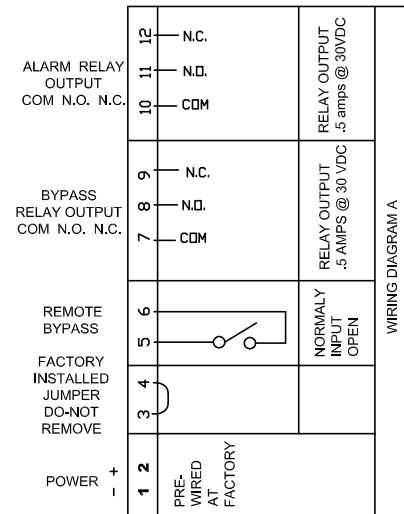 ALARM RELAY
OUTPUT
COM N.O. N.C.
12 N.C.
11 N.O.
10 COM
RELAY OUTPUT
.5 amps @ 30VDC
BYPASS
RELAY OUTPUT
COM N.O. N.C.
9 N.C.
8 N.O.
7 COM
RELAY OUTPUT
.5 AMPS @ 30 VDC
REMOTE
BYPASS
6
5
NORMALY
INPUT
OPEN
FACTORY
INSTALLED
JUMPER
DO-NOT
REMOVE
4
3
POWER
- +
1 2
PRE-
WIRED
AT
FACTORY
WIRING DIAGRAM A